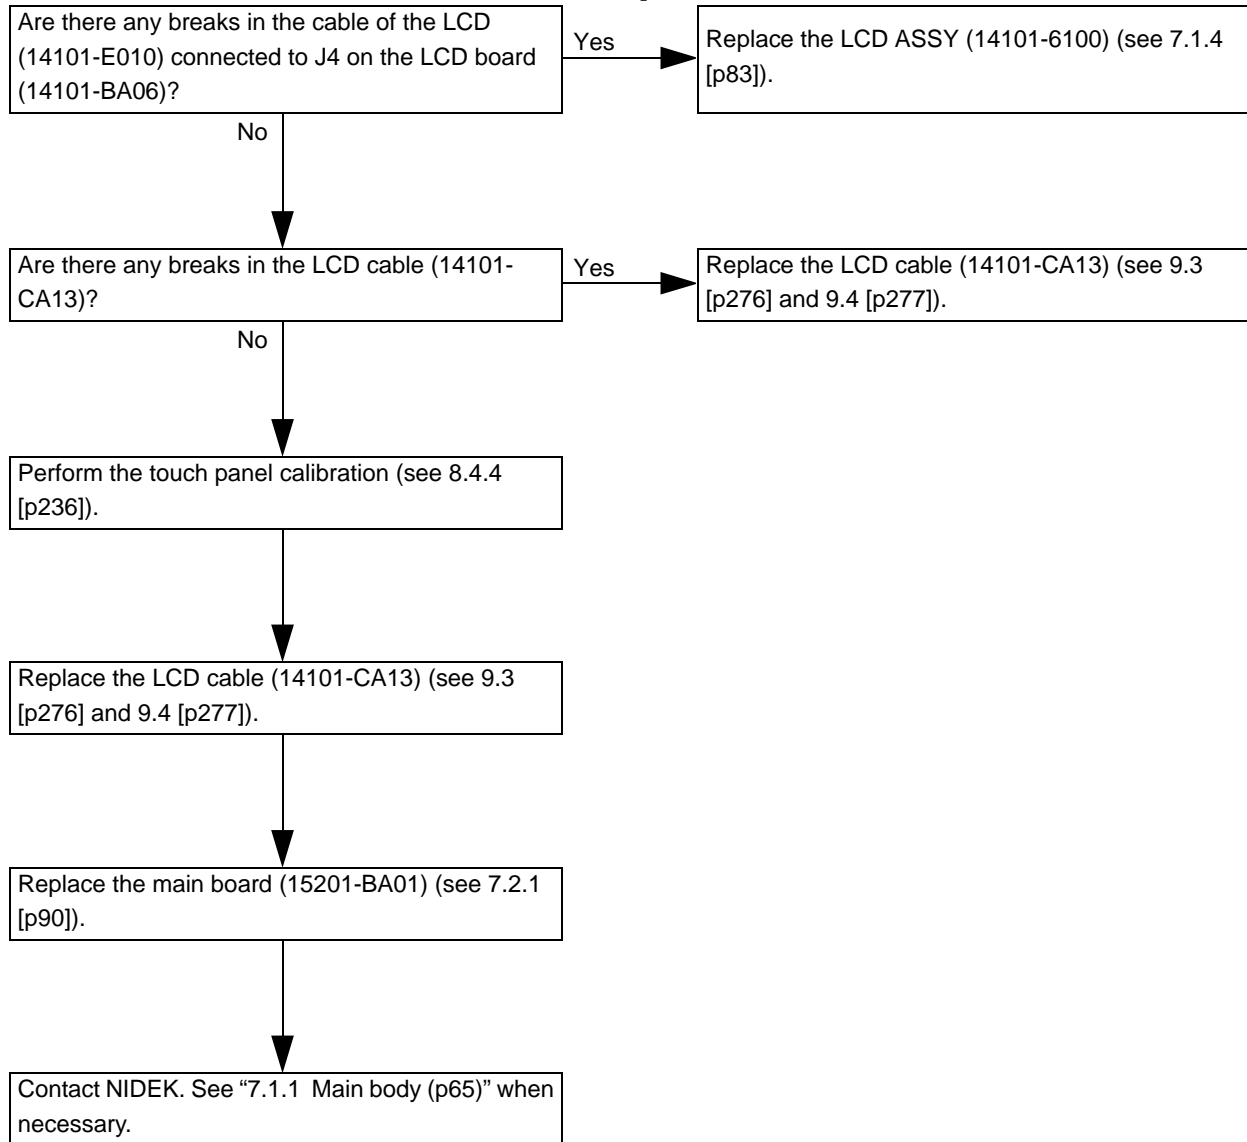 Are there any breaks in the cable of the LCD
(14101-E010) connected to J4 on the LCD board
(14101-BA06)?
Yes
Replace the LCD ASSY (14101-6100) (see 7.1.4
[p83]).
No
Are there any breaks in the LCD cable (14101-
CA13)?
Yes
Replace the LCD cable (14101-CA13) (see 9.3
[p276] and 9.4 [p277]).
No
Perform the touch panel calibration (see 8.4.4
[p236]).
Replace the LCD cable (14101-CA13) (see 9.3
[p276] and 9.4 [p277]).
Replace the main board (15201-BA01) (see 7.2.1
[p90]).
Contact NIDEK. See “7.1.1 Main body (p65)” when
necessary.